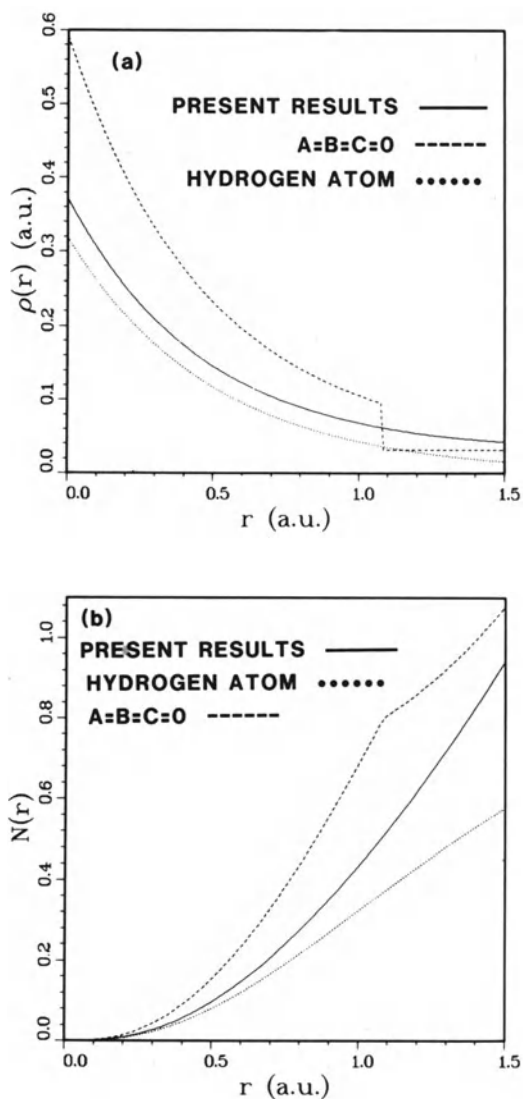 0.6
(a)
0.5
PRESENT RESULTS
0.4
A=B=C=0
HYDROGEN ATOM
ρ(r) (a.u.)
0.3
0.2
0.1
0.0
0.0 0.5 1.0 1.5
r (a.u.)
(b)
1.0
PRESENT RESULTS
HYDROGEN ATOM
0.8
A=B=C=0
N(r)
0.6
0.4
0.2
0.0
0.0 0.5 1.0 1.5
r (a.u.)